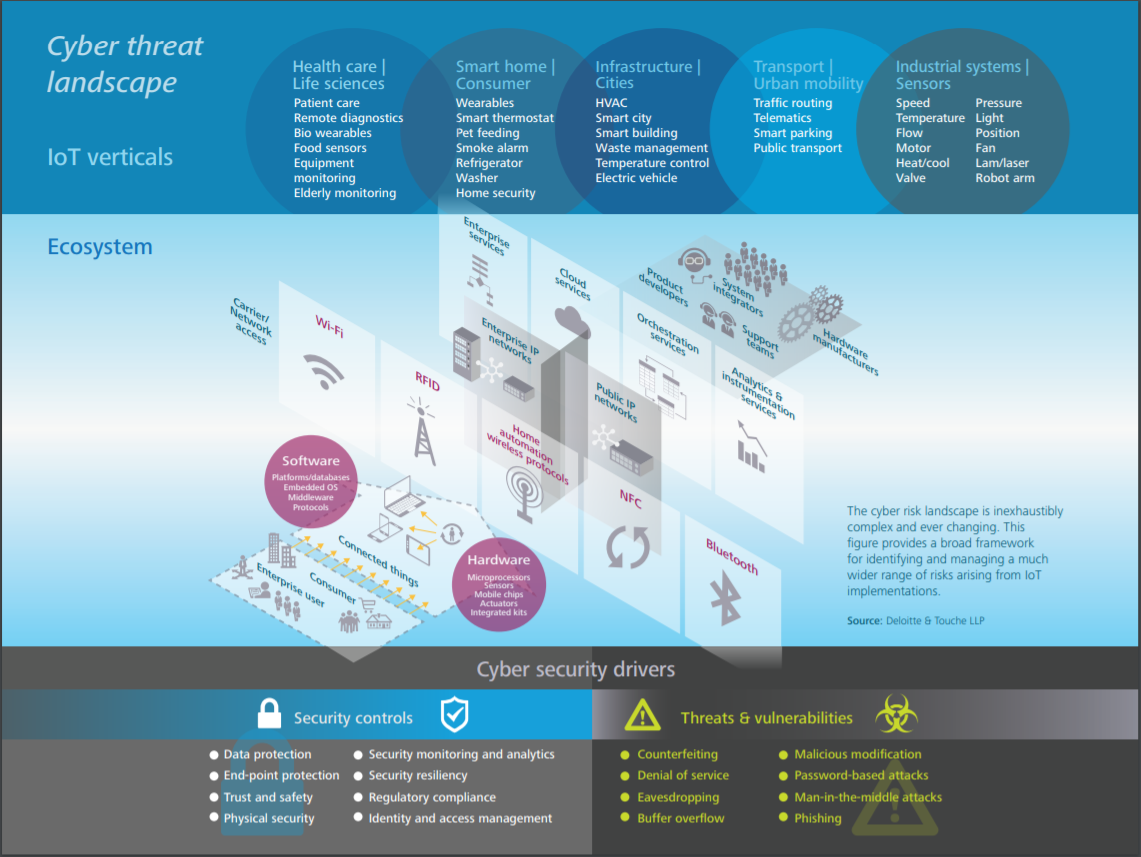 Cyber threat
landscape
IoT verticals
Health care |
Life sciences
Patient care
Remote diagnostics
Bio wearables
Food sensors
Equipment
monitoring
Elderly monitoring
Smart home |
Consumer
Wearables
Smart thermostat
Pet feeding
Smoke alarm
Refrigerator
Washer
Home security
Infrastructure |
Cities
HVAC
Smart city
Smart building
Waste management
Temperature control
Electric vehicle
Transport |
Urban mobility
Traffic routing
Telematics
Smart parking
Public transport
Industrial systems |
Sensors
Speed
Temperature
Flow
Motor
Heat/cool
Valve
Pressure
Light
Position
Fan
Lam/laser
Robot arm
Ecosystem
Enterprise
services
Cloud
services
Product
developers
System
integrators
Support
teams
Hardware
manufacturers
Carrier/
Network
access
Wi-Fi
RFID
Enterprise IP
networks
Public IP
networks
Orchestration
services
Analytics &
instrumentation
services
Home
automation
wireless protocols
NFC
Bluetooth
Software
Platforms/databases
Embedded OS
Middleware
Protocols
Connected things
Enterprise user
Consumer
Hardware
Microprocessors
Sensors
Mobile chips
Actuators
Integrated kits
The cyber risk landscape is inexhaustibly
complex and ever changing. This
figure provides a broad framework
for identifying and managing a much
wider range of risks arising from IoT
implementations.
Source: Deloitte & Touche LLP
Cyber security drivers
Security controls
Data protection
End-point protection
Trust and safety
Physical security
Security monitoring and analytics
Security resiliency
Regulatory compliance
Identity and access management
Threats & vulnerabilities
Counterfeiting
Denial of service
Eavesdropping
Buffer overflow
Malicious modification
Password-based attacks
Man-in-the-middle attacks
Phishing